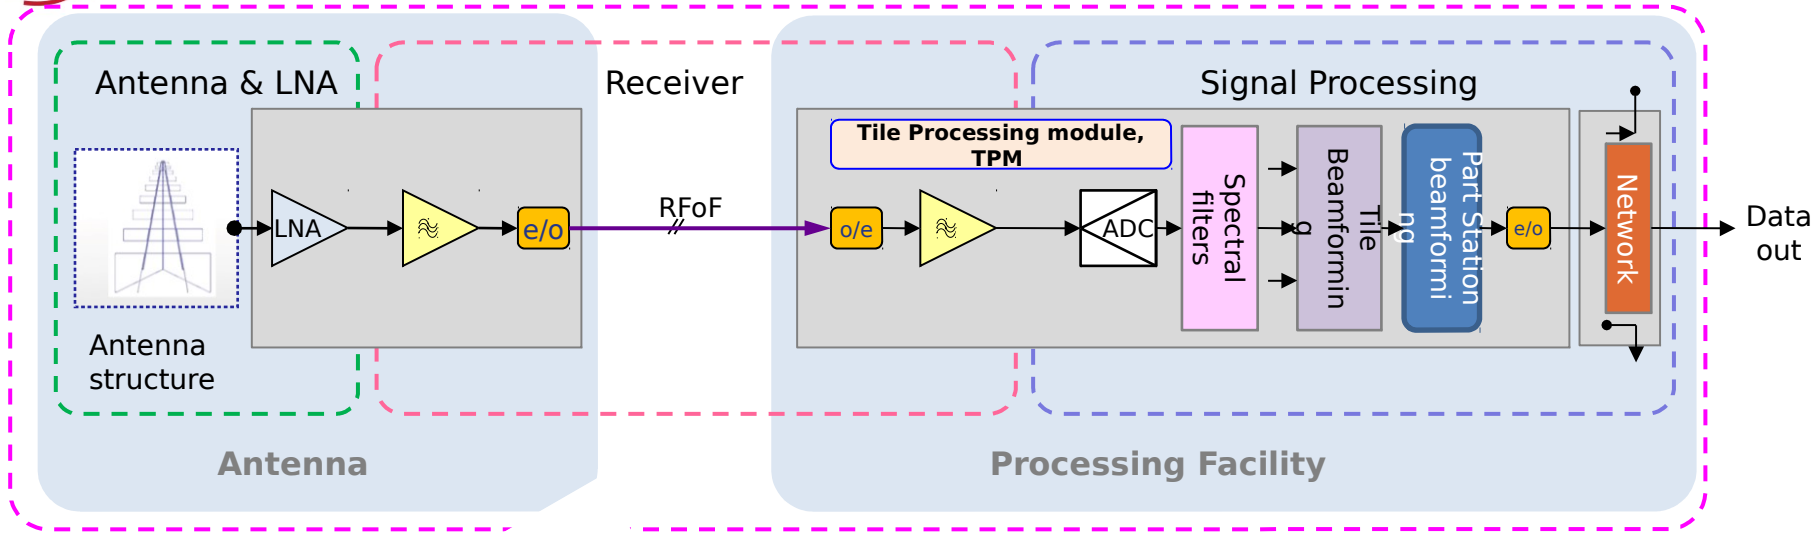 Antenna & LNA
Receiver
Signal Processing
Tile Processing module,
TPM
LNA
e/o
RFoF
o/e
ADC
Spectral
filters
Tile
Beamformin
g
Part Station
beamformi
ng
e/o
Network
Data
out
Antenna
structure
Antenna
Processing Facility